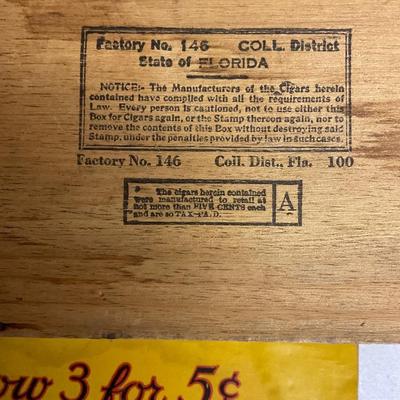 Factory No. 146 COLL. District
State of FLORIDA
NOTICE:- The Manufacturers of the Cigars herein
contained have complied with all the requirements of
Law. Every person is cautioned, not to use either this
Box for Cigars again, or the Stamp thereon again, nor to
remove the contents of this Box without destroying said
Stamp, under the penalties provided by law in such cases.
Factory No. 146 Coll. Dist., Fla. 100
The cigars herein contained
were manufactured to retail at
not more than FIVE CENTS each
and are so TAX-PAID.
A
3 for 5¢